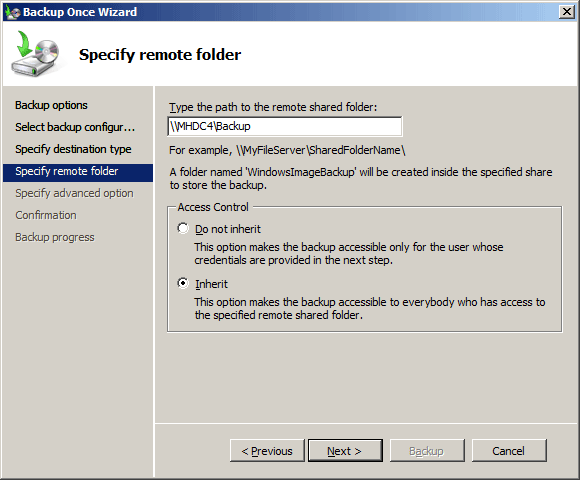 Backup Once Wizard
Specify remote folder
Backup options
Select backup configur...
Specify destination type
Specify remote folder
Specify advanced option
Confirmation
Backup progress
Type the path to the remote shared folder:
\\MHDC4\Backup
For example, \\MyFileServer\SharedFolderName\
A folder named 'WindowsImageBackup' will be created inside the specified share
to store the backup.
Access Control
Do not inherit
This option makes the backup accessible only for the user whose
credentials are provided in the next step.
Inherit
This option makes the backup accessible to everybody who has access to
the specified remote shared folder.
< Previous
Next >
Backup
Cancel